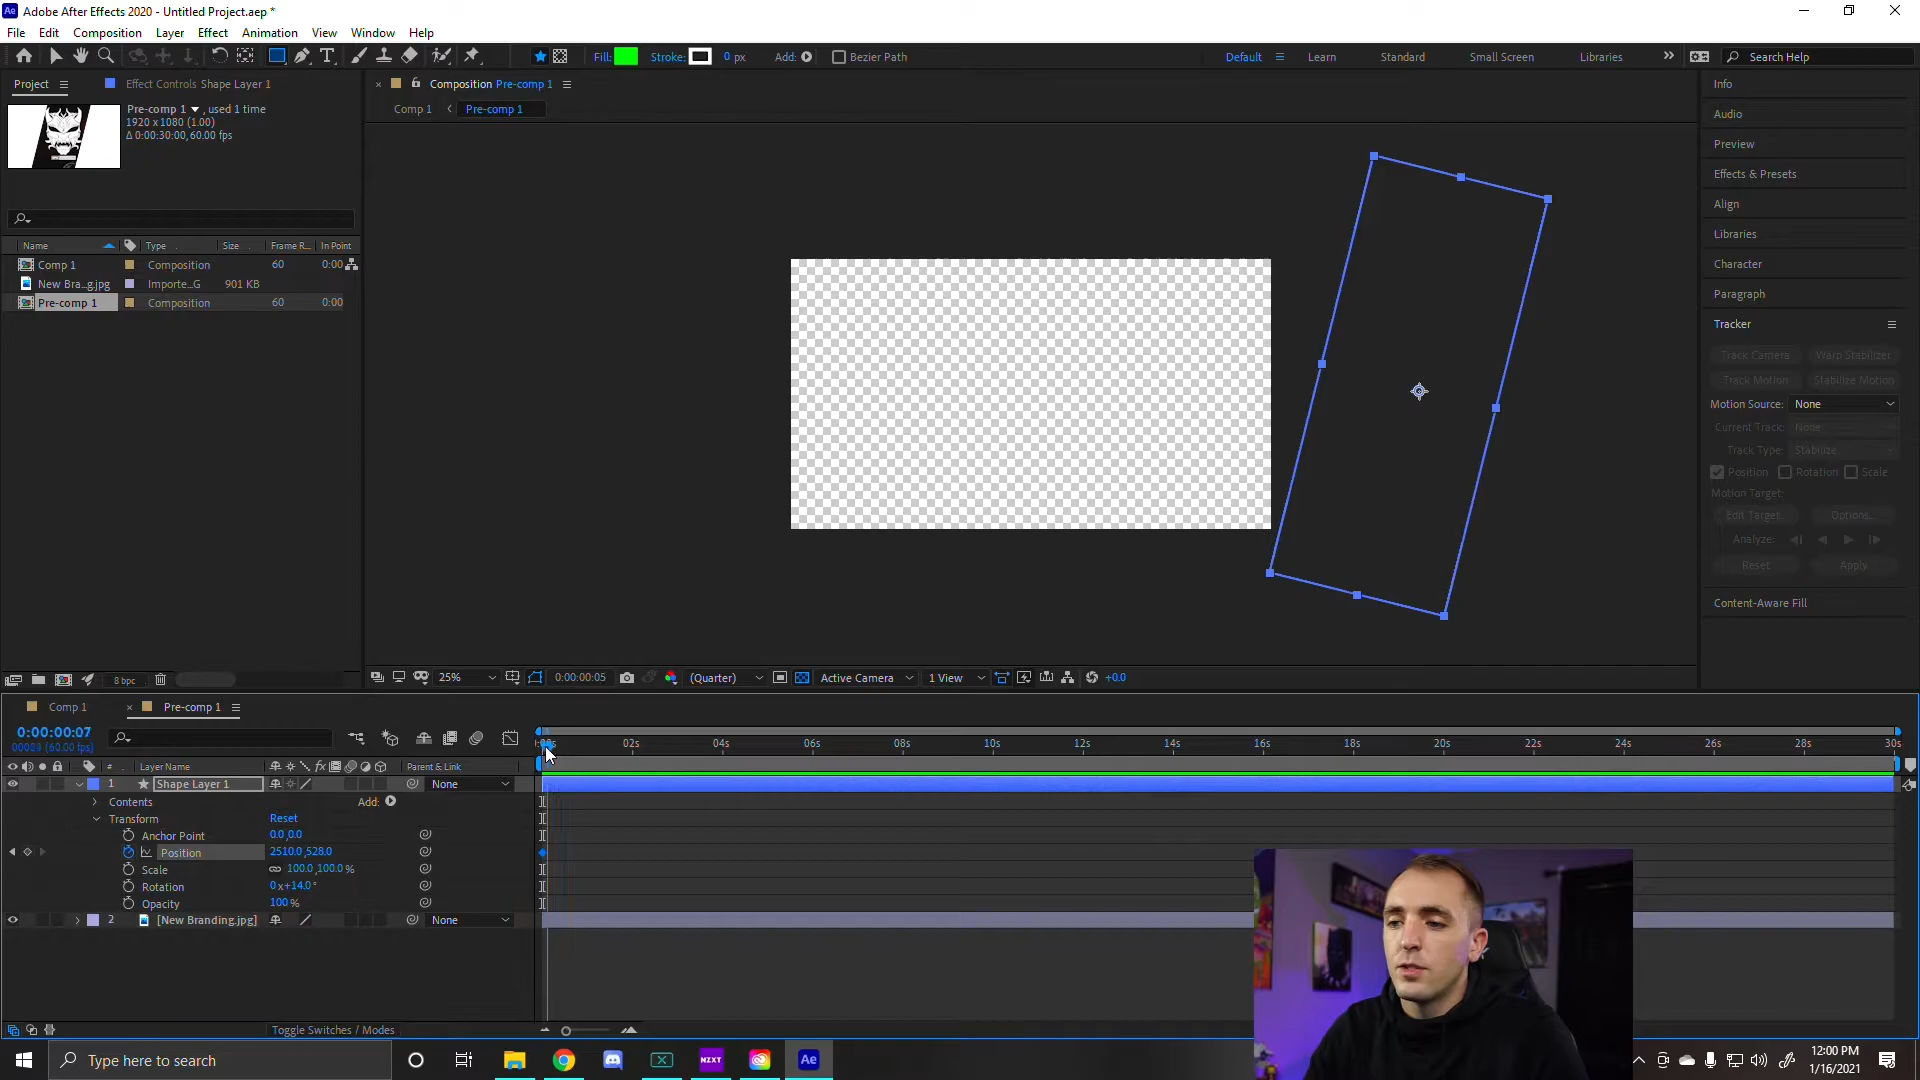 Ae Adobe After Effects 2020 - Untitled Project.aep *
File Edit Composition Layer Effect Animation View Window Help
Fill: Stroke: 0 px Add: Bezier Path Default Learn Standard Small Screen Libraries Search Help
Project Effect Controls Shape Layer 1
Pre-comp 1 , used 1 time
1920 x 1080 (1.00)
Δ 0:00:30:00, 60.00 fps
Composition Pre-comp 1
Comp 1 Pre-comp 1
Name Type Size Frame R... In Point
Comp 1 Composition 60 0:00
New Bra...g.jpg Importe...G 901 KB
Pre-comp 1 Composition 60 0:00
Info
Audio
Preview
Effects & Presets
Align
Libraries
Character
Paragraph
Tracker
Track Camera Warp Stabilizer
Track Motion Stabilize Motion
Motion Source: None
Current Track: None
Track Type: Stabilize
Position Rotation Scale
Motion Target:
Edit Target... Options...
Analyze:
Reset Apply
Content-Aware Fill
8 bpc
25% 0:00:00:05 (Quarter) Active Camera 1 View +0.0
Comp 1 Pre-comp 1
0:00:00:07
(60.00 fps)
02s 04s 06s 08s 10s 12s 14s 16s 18s 20s 22s 24s 26s 28s 30s
# Layer Name Parent & Link
1 Shape Layer 1 None
Contents Add:
Transform Reset
Anchor Point 0.0,0.0
Position 2510.0,528.0
Scale 100.0,100.0%
Rotation 0x+14.0°
Opacity 100%
2 [New Branding.jpg] None
Toggle Switches / Modes
Type here to search NZXT Ae 12:00 PM
1/16/2021